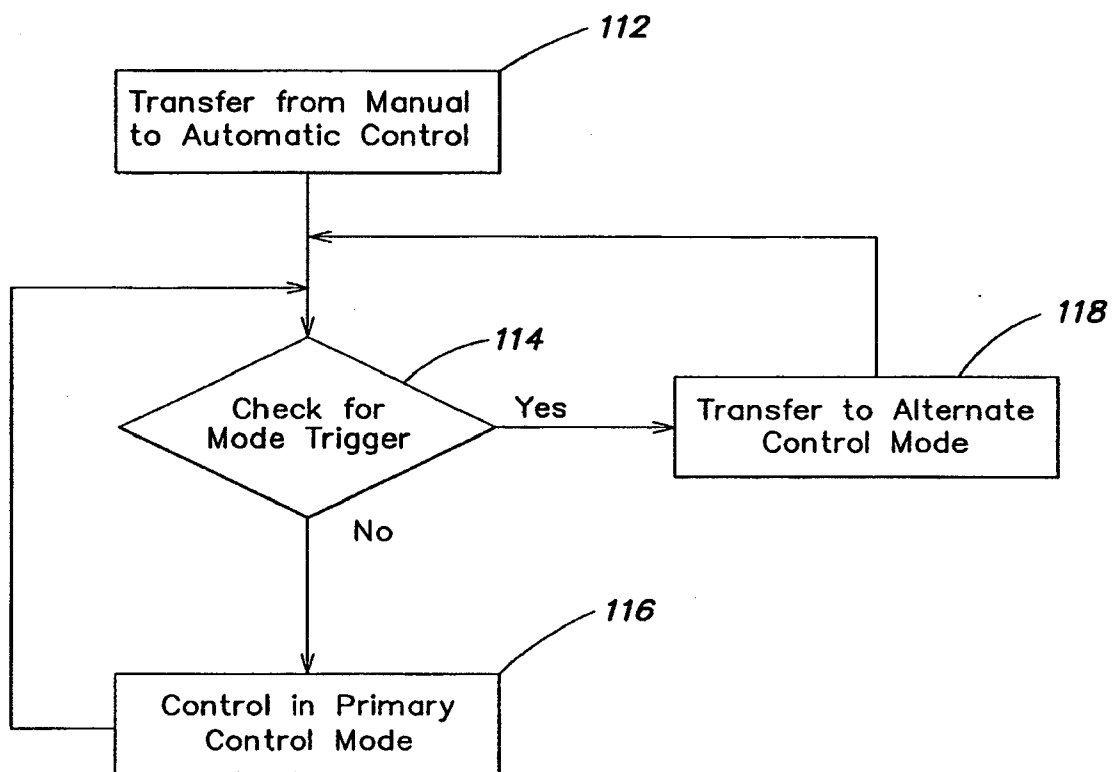 112
Transfer from Manual
to Automatic Control
118
114
Check for
Mode Trigger
Yes
Transfer to Alternate
Control Mode
No
116
Control in Primary
Control Mode